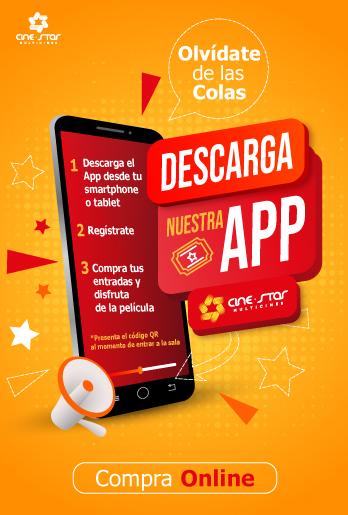 CINE STAR
MULTICINES
Olvídate
de las
Colas
DESCARGA
NUESTRA
APP
CINE STAR
MULTICINES
1 Descarga el
App desde tu
smartphone
o tablet
2 Regístrate
3 Compra tus
entradas y
disfruta
de la película
*Presenta el código QR
al momento de entrar a la sala
Compra Online